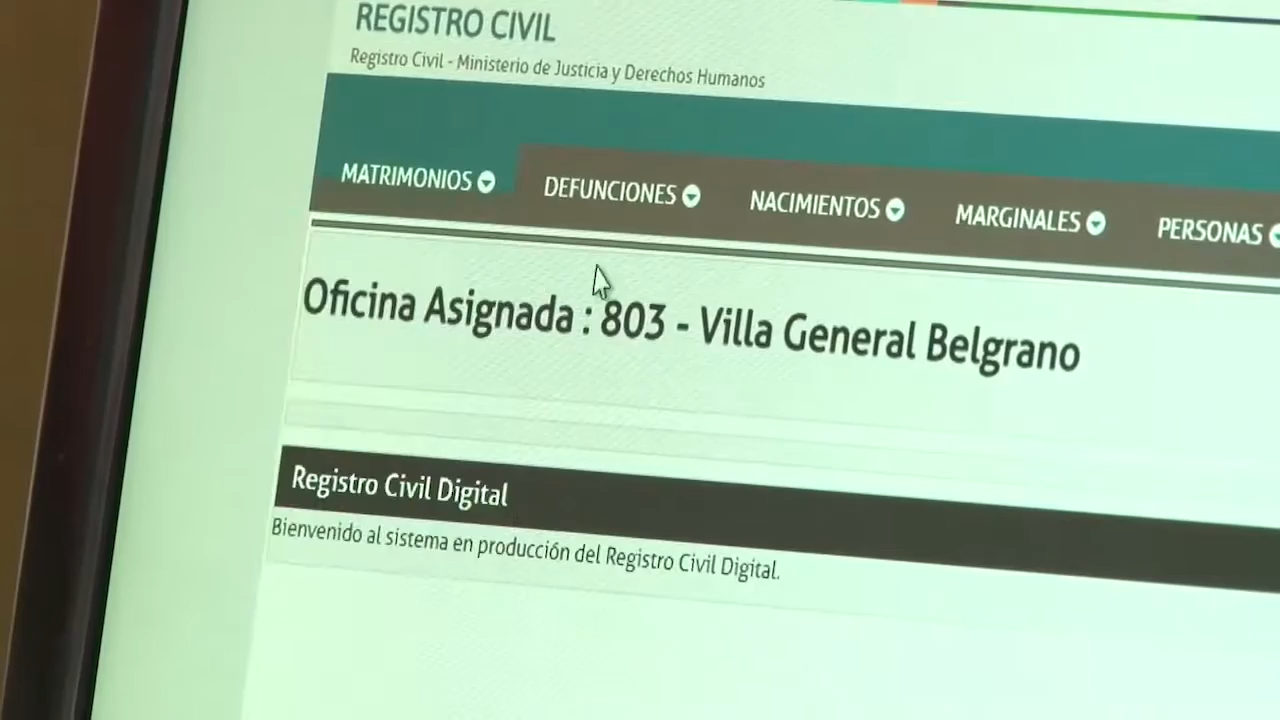 REGISTRO CIVIL
Registro Civil - Ministerio de Justicia y Derechos Humanos
MATRIMONIOS DEFUNCIONES NACIMIENTOS MARGINALES PERSONAS
Oficina Asignada : 803 - Villa General Belgrano
Registro Civil Digital
Bienvenido al sistema en producción del Registro Civil Digital.